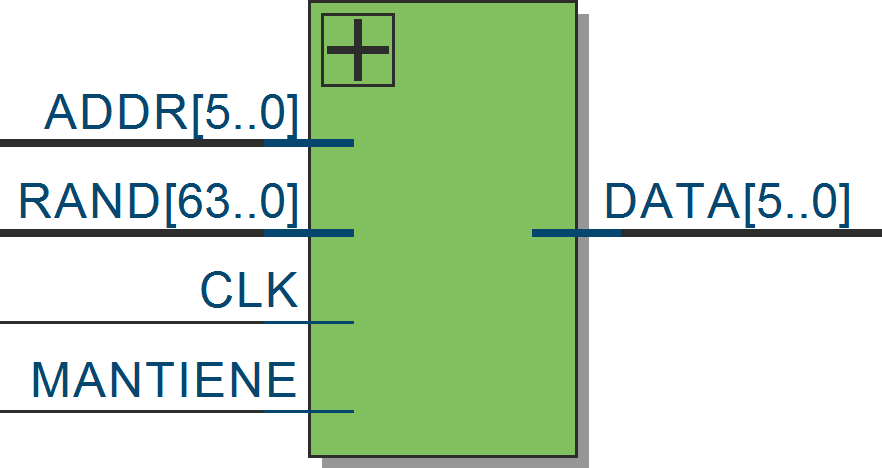 ADDR[5..0]
RAND[63..0]
DATA[5..0]
CLK
MANTIENE